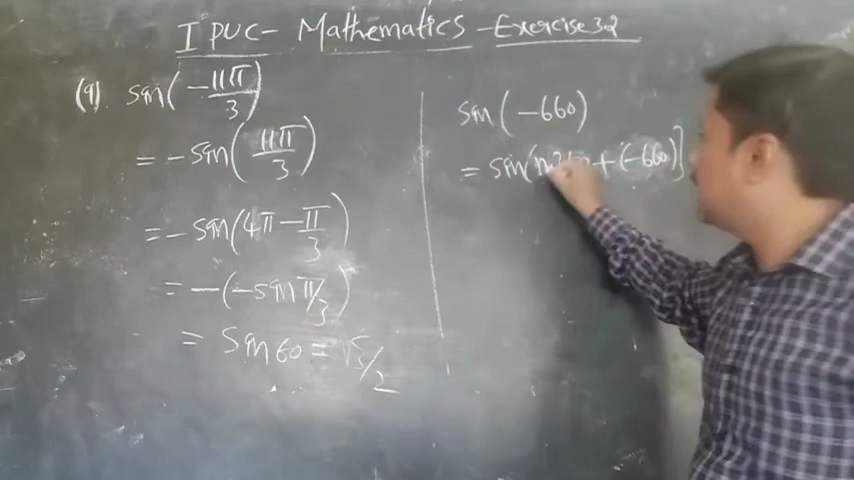 I PUC - Mathematics - Exercise 3.2
(9). sin(-11π/3)
= - sin(11π/3)
= - sin(4π - π/3)
= -(-sin π/3)
= Sin 60 = √3/2
sin(-660)
= sin( + (-660)]